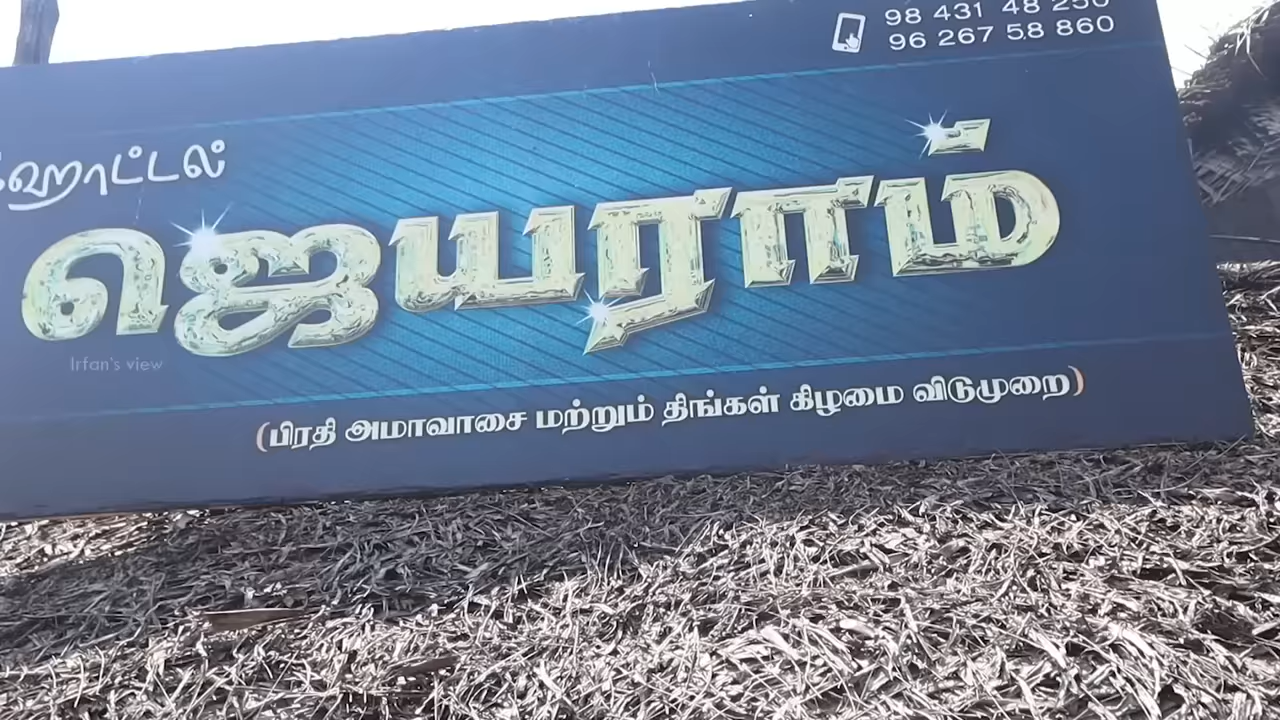 98 431 48 250
96 267 58 860
ஹோட்டல்
ஜெயராம்
Irfan's view
(பிரதி அமாவாசை மற்றும் திங்கள் கிழமை விடுமுறை)